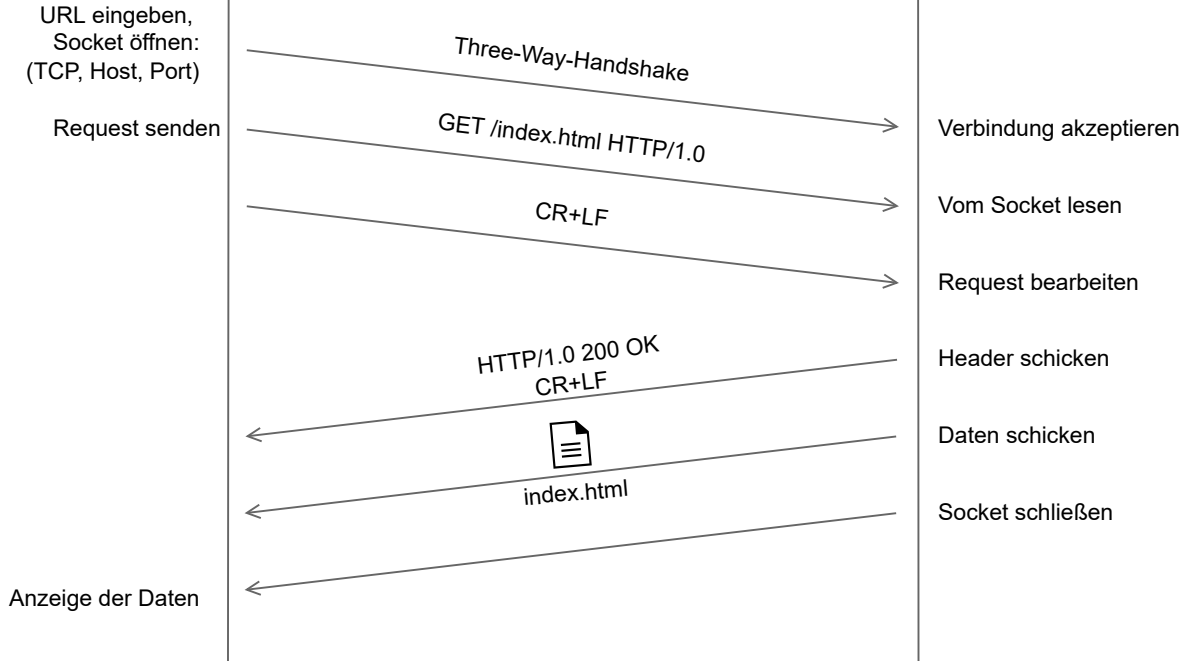 URL eingeben,
Socket öffnen:
(TCP, Host, Port)
Three-Way-Handshake
Request senden
GET /index.html HTTP/1.0
Verbindung akzeptieren
CR+LF
Vom Socket lesen
Request bearbeiten
HTTP/1.0 200 OK
CR+LF
Header schicken
Daten schicken
index.html
Socket schließen
Anzeige der Daten